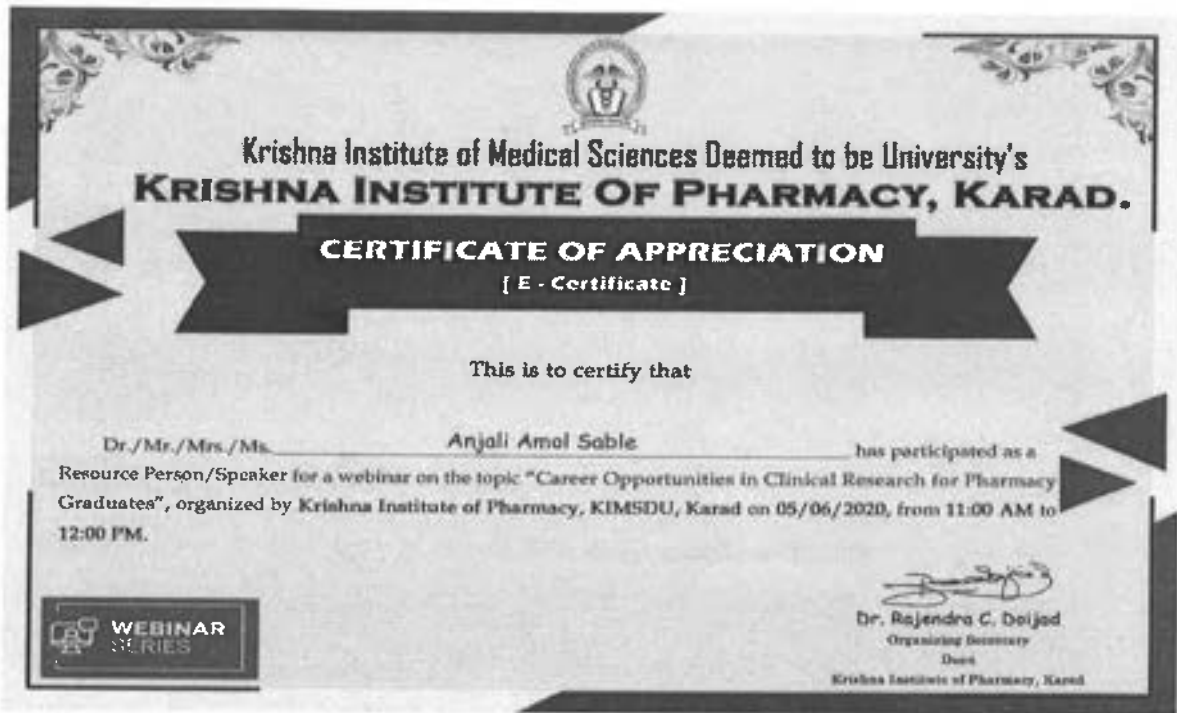 Krishna Institute of Medical Sciences Deemed to be University's
KRISHNA INSTITUTE OF PHARMACY, KARAD.
CERTIFICATE OF APPRECIATION
[ E - Certificate ]
This is to certify that
Dr./Mr./Mrs./Ms. Anjali Amol Sable has participated as a
Resource Person/Speaker for a webinar on the topic "Career Opportunities in Clinical Research for Pharmacy
Graduates", organized by Krishna Institute of Pharmacy, KIMSDU, Karad on 05/06/2020, from 11:00 AM to
12:00 PM.
WEBINAR
SERIES
Dr. Rajendra C. Doijad
Organizing Secretary
Dean
Krishna Institute of Pharmacy, Karad